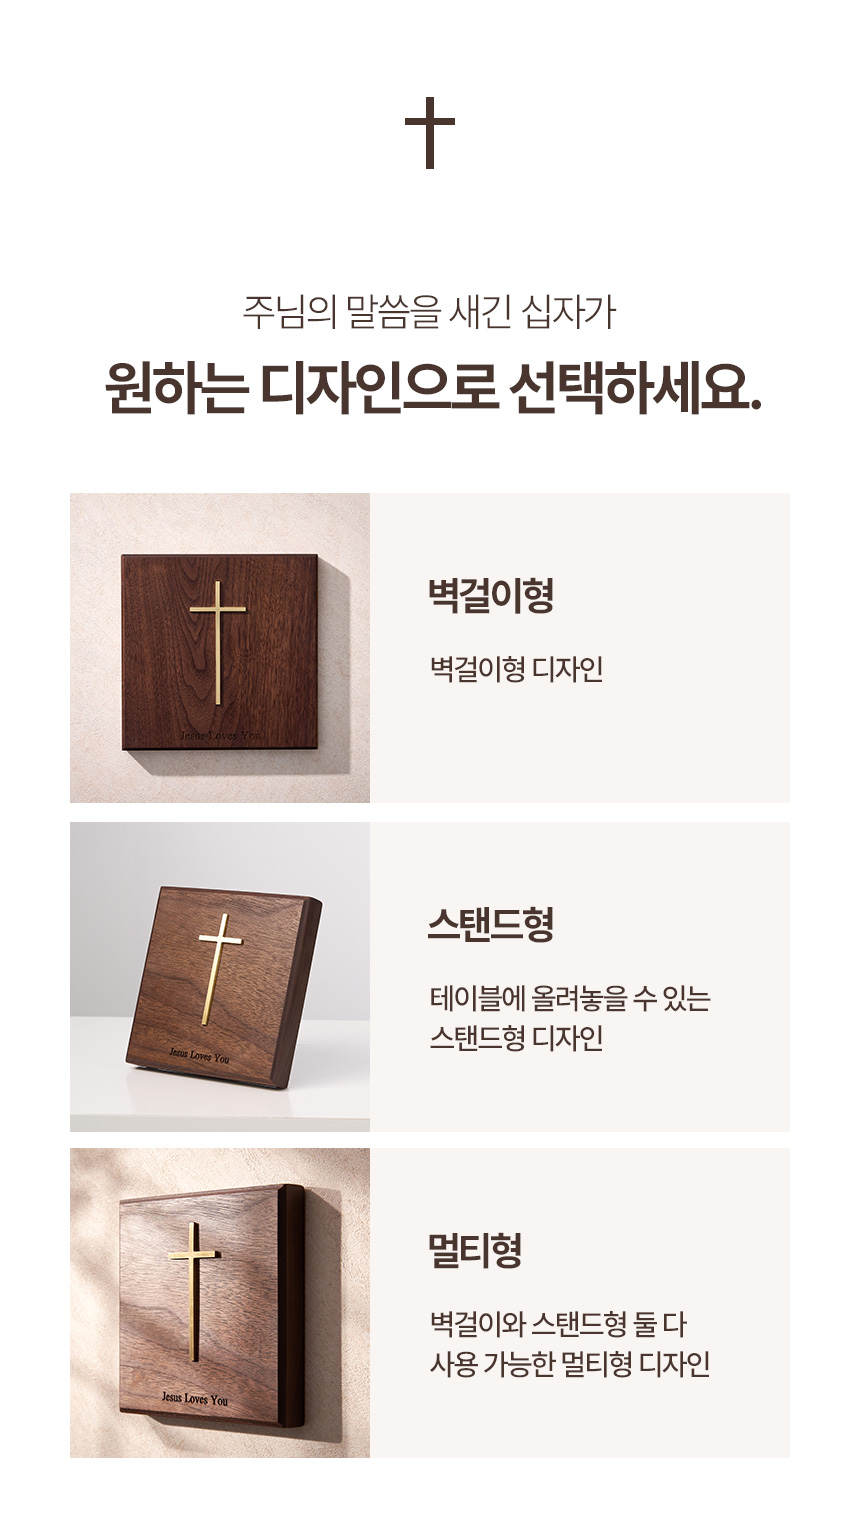 주님의 말씀을 새긴 십자가
원하는 디자인으로 선택하세요.
벽걸이형
벽걸이형 디자인
Jesus Loves You
스탠드형
테이블에 올려놓을 수 있는
스탠드형 디자인
Jesus Loves You
멀티형
벽걸이와 스탠드형 둘 다
사용 가능한 멀티형 디자인
Jesus Loves You